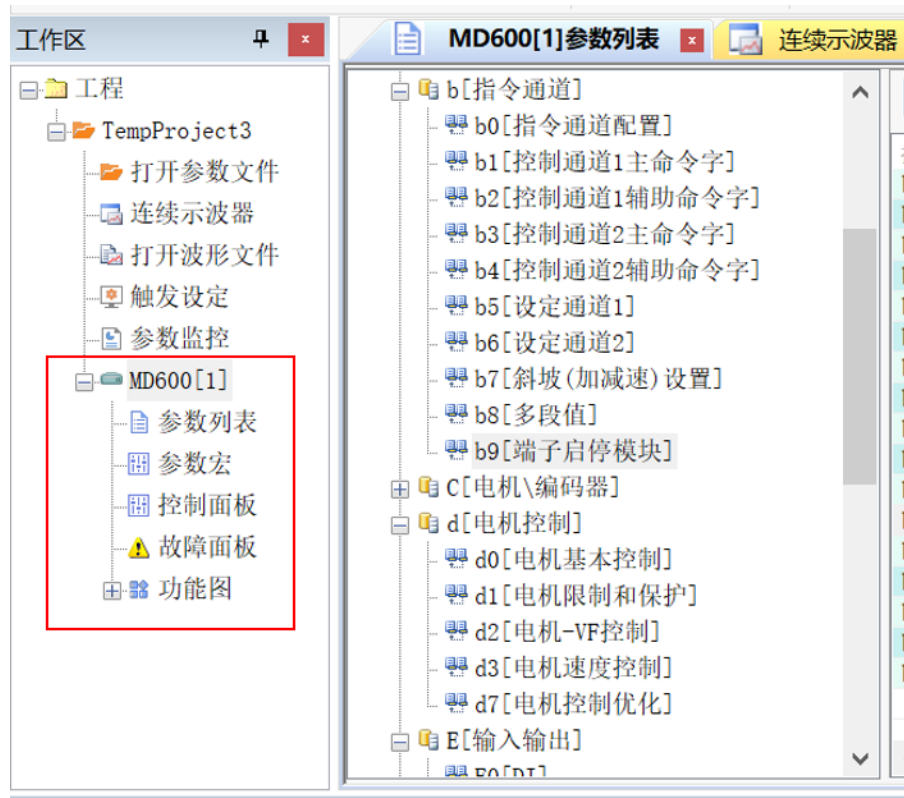 工作区
工程
TempProject3
打开参数文件
连续示波器
打开波形文件
触发设定
参数监控
MD600[1]
参数列表
参数宏
控制面板
故障面板
功能图
MD600[1]参数列表
连续示波器
b[指令通道]
b0[指令通道配置]
b1[控制通道1主命令字]
b2[控制通道1辅助命令字]
b3[控制通道2主命令字]
b4[控制通道2辅助命令字]
b5[设定通道1]
b6[设定通道2]
b7[斜坡(加减速)设置]
b8[多段值]
b9[端子启停模块]
C[电机\编码器]
d[电机控制]
d0[电机基本控制]
d1[电机限制和保护]
d2[电机-VF控制]
d3[电机速度控制]
d7[电机控制优化]
E[输入输出]
E0[DI]